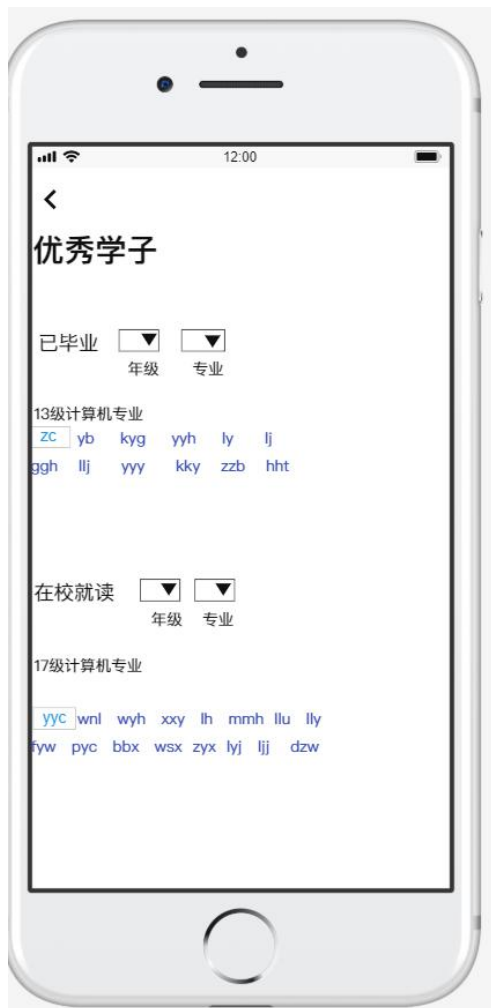 12:00
优秀学子
已毕业
年级 专业
13级计算机专业
zc yb kyg yyh ly lj
ggh llj yyy kky zzb hht
在校就读
年级 专业
17级计算机专业
yyc wnl wyh xxy lh mmh llu lly
fyw pyc bbx wsx zyx lyj ljj dzw